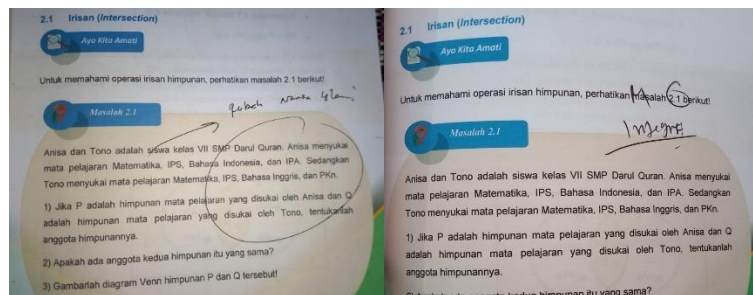 2.1 Irisan (Intersection)
Ayo Kita Amati
Untuk memahami operasi irisan himpunan, perhatikan masalah 2.1 berikut!
Masalah 2.1
Anisa dan Tono adalah siswa kelas VII SMP Darul Quran. Anisa menyukai
mata pelajaran Matematika, IPS, Bahasa Indonesia, dan IPA. Sedangkan
Tono menyukai mata pelajaran Matematika, IPS, Bahasa Inggris, dan PKn.
1) Jika P adalah himpunan mata pelajaran yang disukai oleh Anisa dan Q
adalah himpunan mata pelajaran yang disukai oleh Tono, tentukanlah
anggota himpunannya.
2) Apakah ada anggota kedua himpunan itu yang sama?
3) Gambarlah diagram Venn himpunan P dan Q tersebut!
2.1 Irisan (Intersection)
Ayo Kita Amati
Untuk memahami operasi irisan himpunan, perhatikan Masalah 2.1 berikut!
Masalah 2.1
Anisa dan Tono adalah siswa kelas VII SMP Darul Quran. Anisa menyukai
mata pelajaran Matematika, IPS, Bahasa Indonesia, dan IPA. Sedangkan
Tono menyukai mata pelajaran Matematika, IPS, Bahasa Inggris, dan PKn.
1) Jika P adalah himpunan mata pelajaran yang disukai oleh Anisa dan Q
adalah himpunan mata pelajaran yang disukai oleh Tono, tentukanlah
anggota himpunannya.
himpunan itu yang sama?